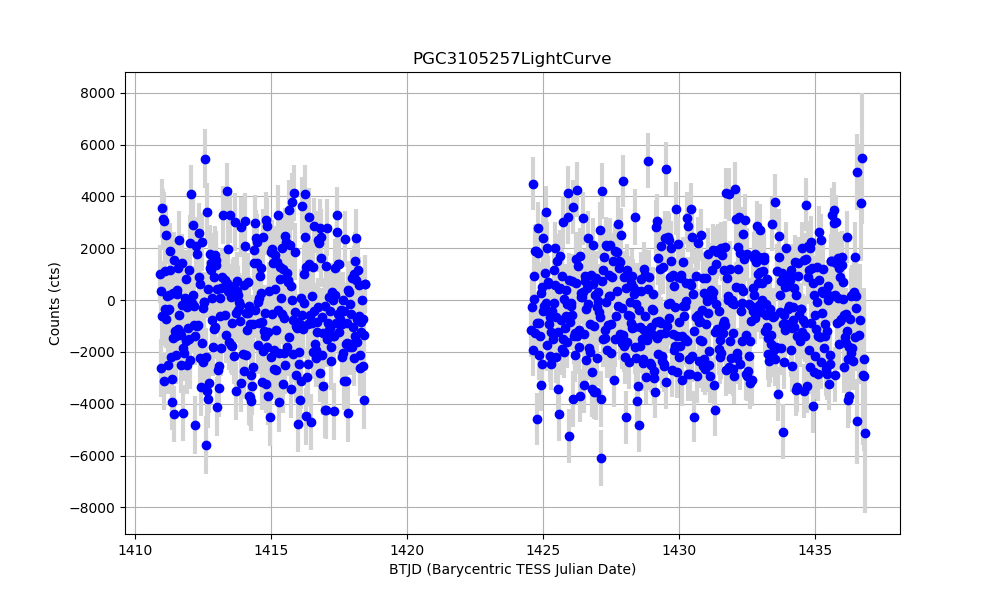 PGC3105257LightCurve
8000
6000
4000
2000
0
−2000
−4000
−6000
−8000
Counts (cts)
1410 1415 1420 1425 1430 1435
BTJD (Barycentric TESS Julian Date)